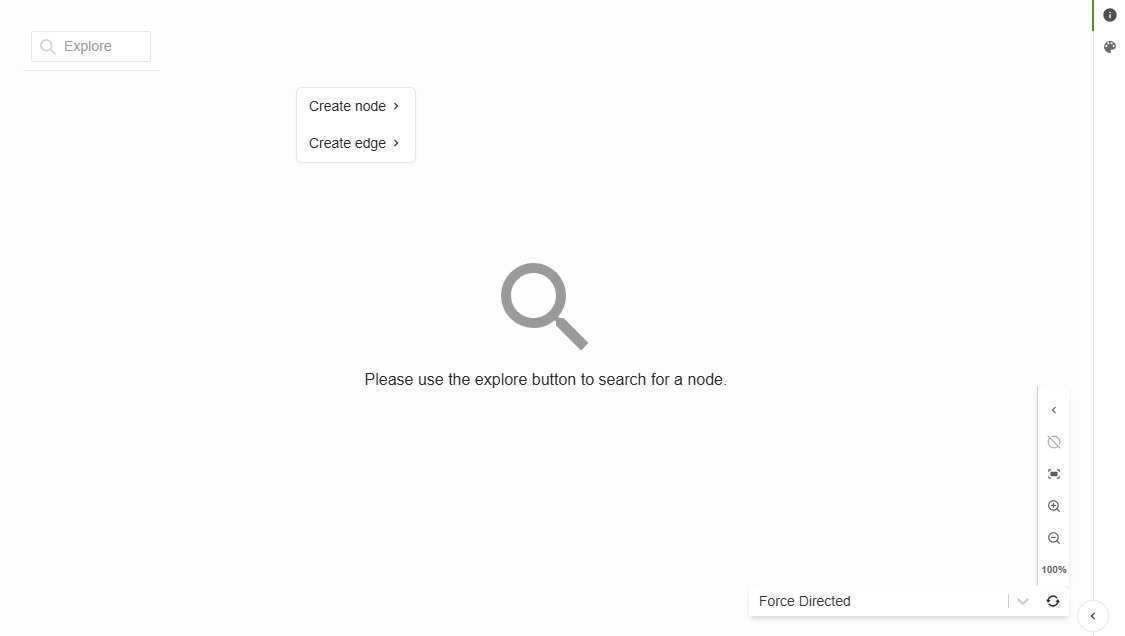 Explore
Create node
Create edge
Please use the explore button to search for a node.
100%
Force Directed